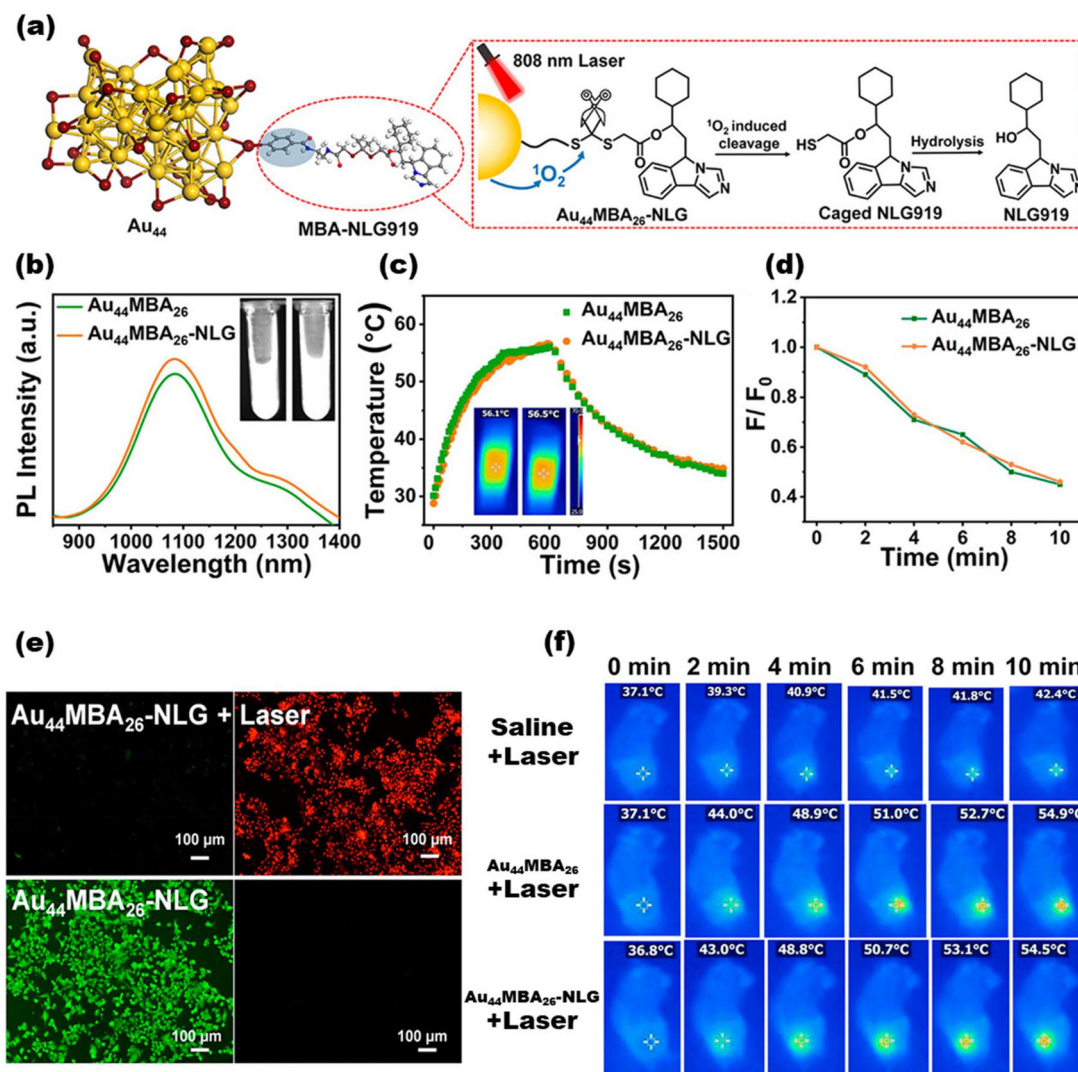 (a)
808 nm Laser
¹O₂
S
S
O
O
N
N
¹O₂ induced
cleavage
HS
O
O
N
N
Hydrolysis
HO
N
N
Au₄₄
MBA-NLG919
Au₄₄MBA₂₆-NLG
Caged NLG919
NLG919
(b)
PL Intensity (a.u.)
Au₄₄MBA₂₆
Au₄₄MBA₂₆-NLG
900 1000 1100 1200 1300 1400
Wavelength (nm)
(c)
Temperature (°C)
60
50
40
30
Au₄₄MBA₂₆
Au₄₄MBA₂₆-NLG
56.1°C 56.5°C
0 300 600 900 1200 1500
Time (s)
(d)
F/ F₀
1.2
1.0
0.8
0.6
0.4
Au₄₄MBA₂₆
Au₄₄MBA₂₆-NLG
0 2 4 6 8 10
Time (min)
(e)
Au₄₄MBA₂₆-NLG + Laser
100 µm 100 µm
Au₄₄MBA₂₆-NLG
100 µm 100 µm
(f)
0 min 2 min 4 min 6 min 8 min 10 min
Saline
+Laser
37.1°C 39.3°C 40.9°C 41.5°C 41.8°C 42.4°C
Au₄₄MBA₂₆
+Laser
37.1°C 44.0°C 48.9°C 51.0°C 52.7°C 54.9°C
Au₄₄MBA₂₆-NLG
+Laser
36.8°C 43.0°C 48.8°C 50.7°C 53.1°C 54.5°C